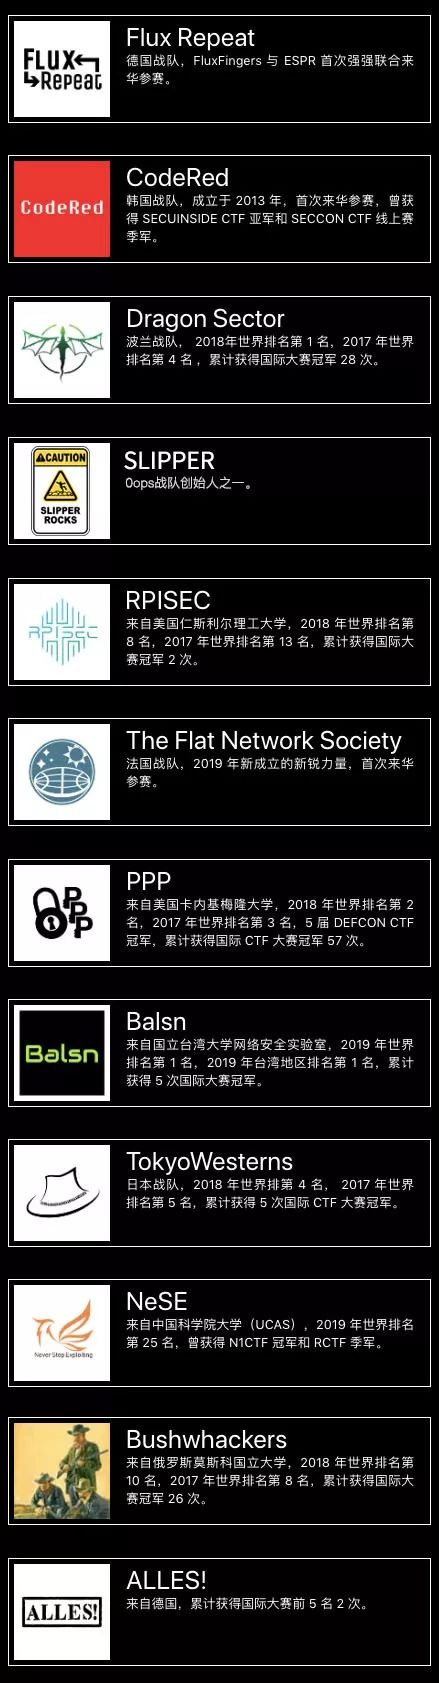 FLUX
REPEAT
Flux Repeat
德国战队，FluxFingers 与 ESPR 首次强强联合来
华参赛。
CodeRed
CodeRed
韩国战队，成立于 2013 年，首次来华参赛，曾获
得 SECUINSIDE CTF 亚军和 SECCON CTF 线上赛
季军。
Dragon Sector
波兰战队， 2018年世界排名第 1 名，2017 年世界
排名第 4 名 ，累计获得国际大赛冠军 28 次。
CAUTION
SLIPPER
ROCKS
SLIPPER
0ops战队创始人之一。
RPISEC
RPISEC
来自美国仁斯利尔理工大学，2018 年世界排名第
8 名，2017 年世界排名第 13 名，累计获得国际大
赛冠军 2 次。
The Flat Network Society
法国战队，2019 年新成立的新锐力量，首次来华
参赛。
PPP
PPP
来自美国卡内基梅隆大学，2018 年世界排名第 2
名，2017 年世界排名第 3 名，5 届 DEFCON CTF
冠军，累计获得国际 CTF 大赛冠军 57 次。
Balsn
Balsn
来自国立台湾大学网络安全实验室，2019 年世界
排名第 1 名，2019 年台湾地区排名第 1 名，累计
获得 5 次国际大赛冠军。
TokyoWesterns
日本战队，2018 年世界排第 4 名， 2017 年世界
排名第 5 名，累计获得 5 次国际 CTF 大赛冠军。
Never Stop Exploiting
NeSE
来自中国科学院大学（UCAS），2019 年世界排名
第 25 名，曾获得 N1CTF 冠军和 RCTF 季军。
Bushwhackers
来自俄罗斯莫斯科国立大学，2018 年世界排名第
10 名，2017 年世界排名第 8 名，累计获得国际大
赛冠军 26 次。
ALLES!
ALLES!
来自德国，累计获得国际大赛前 5 名 2 次。